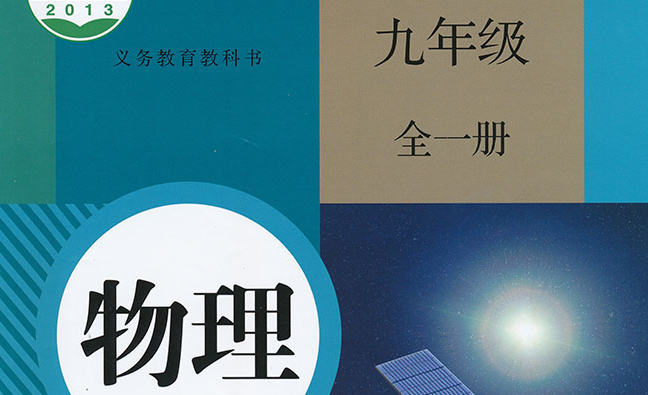 2013
义务教育教科书
九年级
全一册
物理